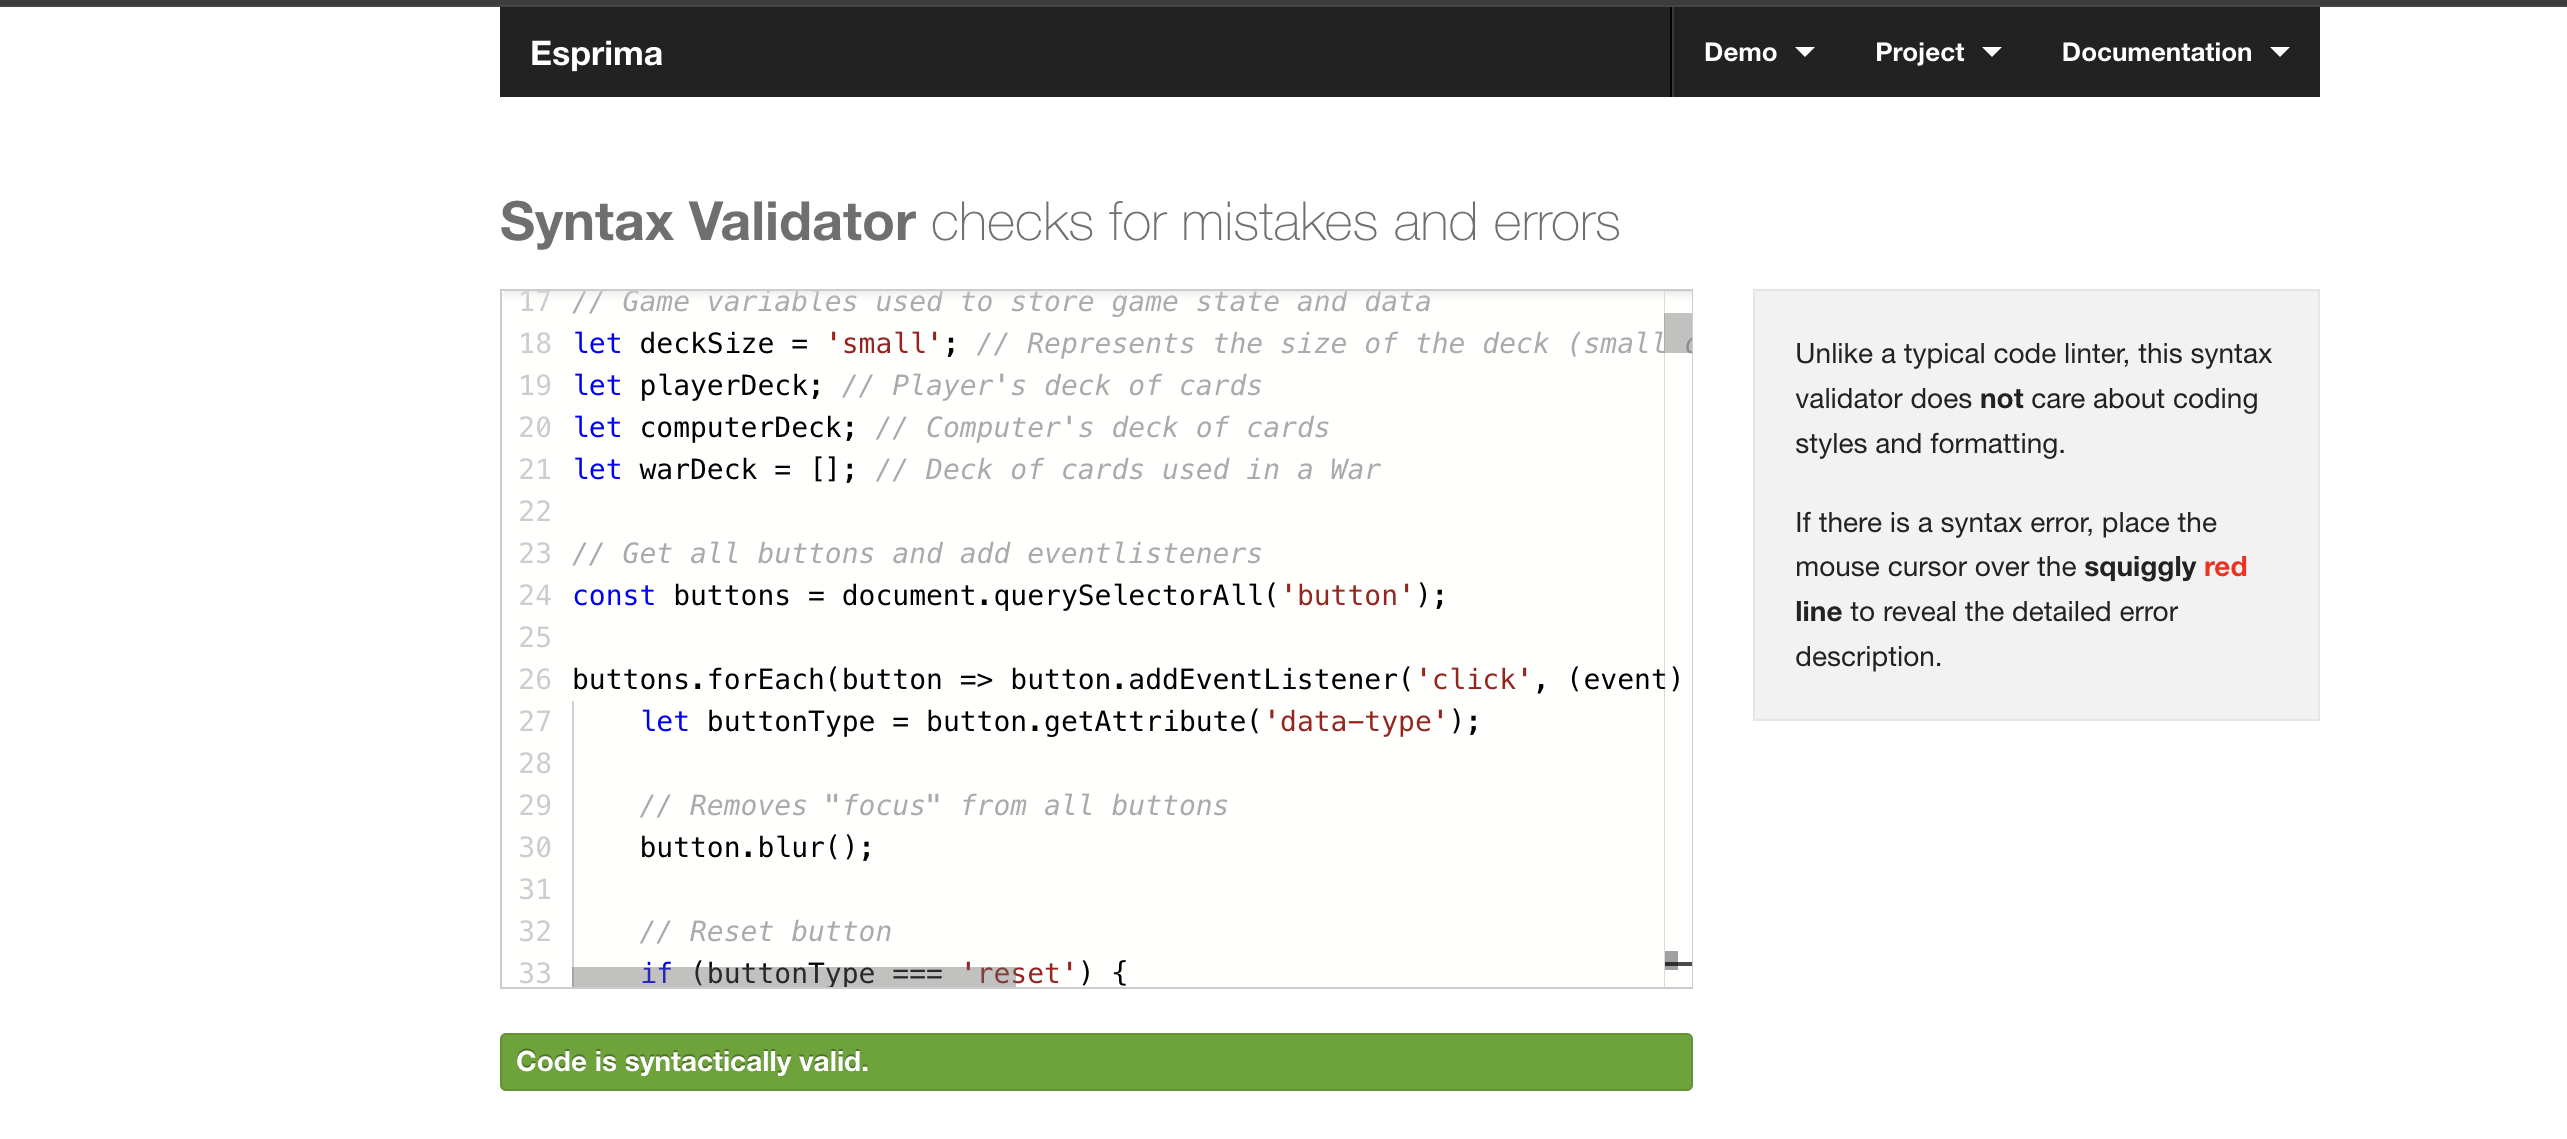 Esprima
Demo
Project
Documentation
Syntax Validator checks for mistakes and errors
17 // Game variables used to store game state and data
18 let deckSize = 'small'; // Represents the size of the deck (small
19 let playerDeck; // Player's deck of cards
20 let computerDeck; // Computer's deck of cards
21 let warDeck = []; // Deck of cards used in a War
22
23 // Get all buttons and add eventlisteners
24 const buttons = document.querySelectorAll('button');
25
26 buttons.forEach(button => button.addEventListener('click', (event)
27 let buttonType = button.getAttribute('data-type');
28
29 // Removes "focus" from all buttons
30 button.blur();
31
32 // Reset button
33 if (buttonType === 'reset') {
Code is syntactically valid.
Unlike a typical code linter, this syntax
validator does not care about coding
styles and formatting.
If there is a syntax error, place the
mouse cursor over the squiggly red
line to reveal the detailed error
description.